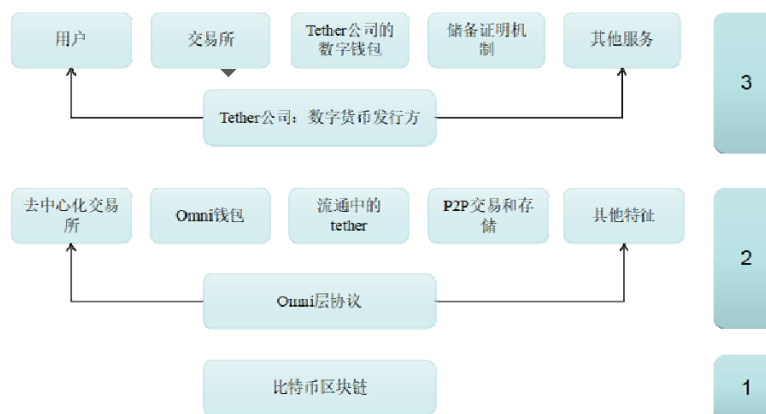 用户
交易所
Tether公司的
数字钱包
储备证明机
制
其他服务
3
Tether公司：数字货币发行方
去中心化交易
所
Omni钱包
流通中的
tether
P2P交易和存
储
其他特征
2
Omni层协议
比特币区块链
1